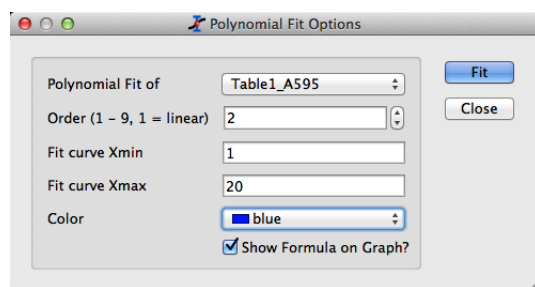 Polynomial Fit Options
Polynomial Fit of Table1_A595 Fit
Order (1 - 9, 1 = linear) 2 Close
Fit curve Xmin 1
Fit curve Xmax 20
Color blue
Show Formula on Graph?